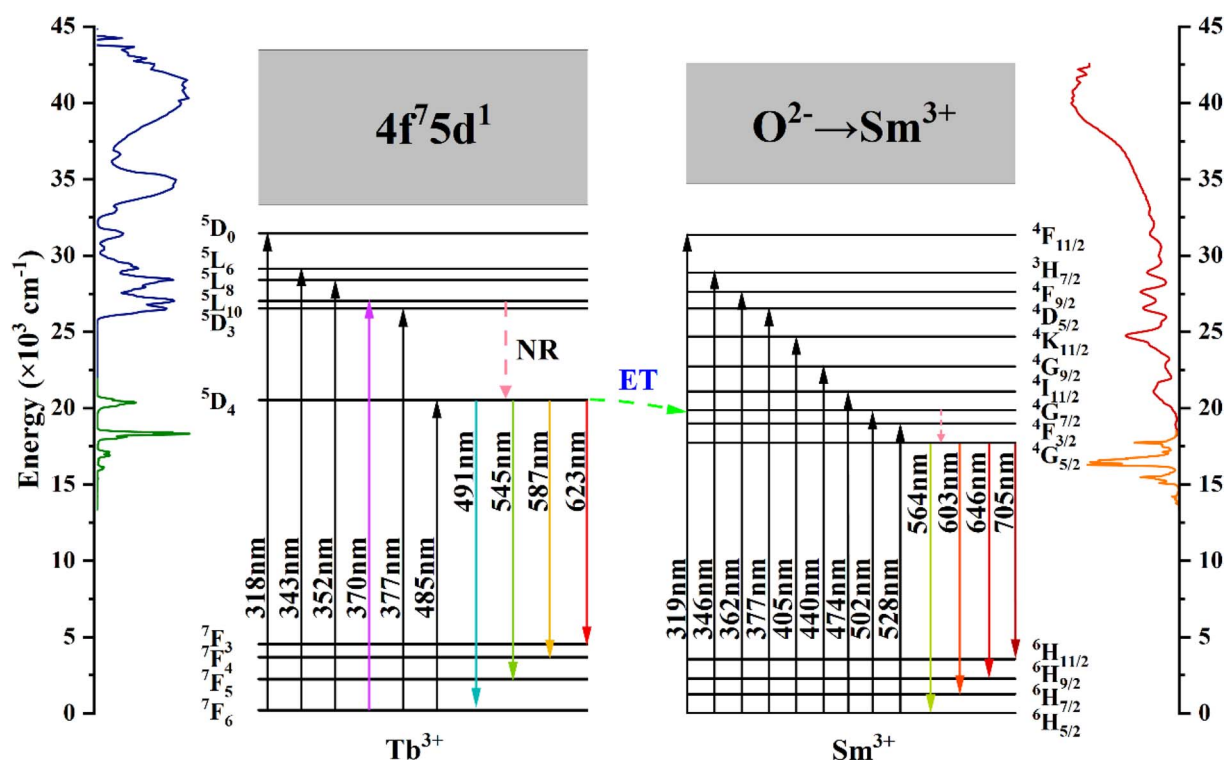 Energy (×10³ cm⁻¹)
45
40
35
30
25
20
15
10
5
0
4f⁷5d¹
⁵D₀
⁵L₆
⁵L₈
⁵L₁₀
⁵D₃
⁵D₄
⁷F₃
⁷F₄
⁷F₅
⁷F₆
NR
ET
318nm
343nm
352nm
370nm
377nm
485nm
491nm
545nm
587nm
623nm
Tb³⁺
O²⁻→Sm³⁺
⁴F₁₁/₂
³H₇/₂
⁴F₉/₂
⁴D₅/₂
⁴K₁₁/₂
⁴G₉/₂
⁴I₁₁/₂
⁴G₇/₂
⁴F₃/₂
⁴G₅/₂
⁶H₁₁/₂
⁶H₉/₂
⁶H₇/₂
⁶H₅/₂
319nm
346nm
362nm
377nm
405nm
440nm
474nm
502nm
528nm
564nm
603nm
646nm
705nm
Sm³⁺
45
40
35
30
25
20
15
10
5
0